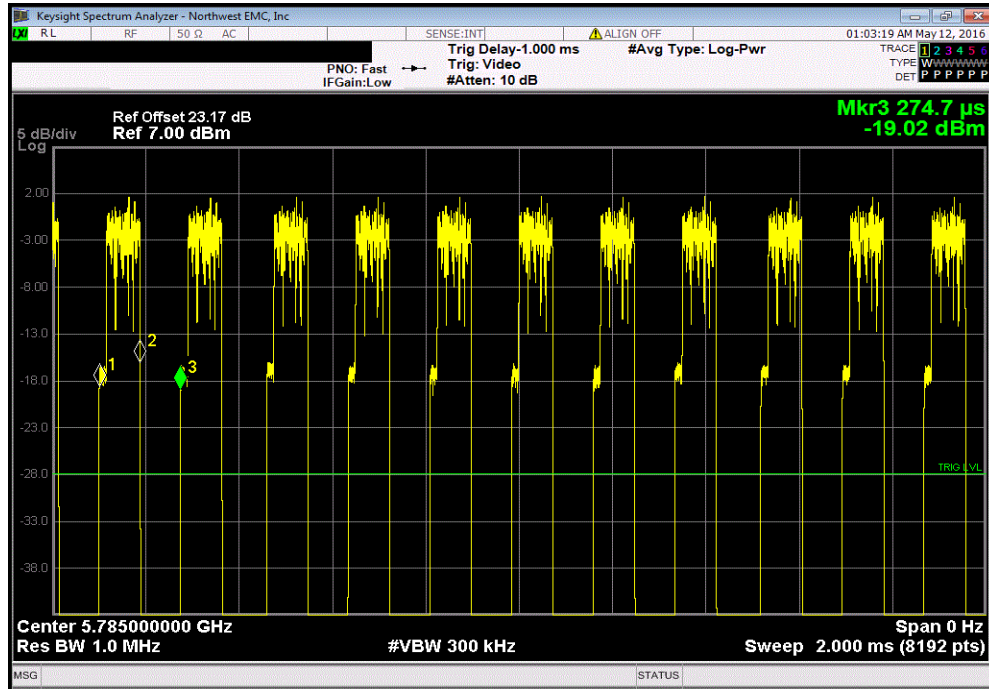 Keysight Spectrum Analyzer - Northwest EMC, Inc
LXI RL RF 50 Ω AC SENSE:INT ALIGN OFF 01:03:19 AM May 12, 2016
Trig Delay-1.000 ms #Avg Type: Log-Pwr TRACE 1 2 3 4 5 6
PNO: Fast Trig: Video TYPE WWWWWW
IFGain:Low #Atten: 10 dB DET P P P P P P
Mkr3 274.7 µs
-19.02 dBm
Ref Offset 23.17 dB
5 dB/div Ref 7.00 dBm
Log
2.00
-3.00
-8.00
-13.0
2
1
3
-18.0
-23.0
-28.0
TRIG LVL
-33.0
-38.0
Center 5.785000000 GHz Span 0 Hz
Res BW 1.0 MHz #VBW 300 kHz Sweep 2.000 ms (8192 pts)
MSG STATUS